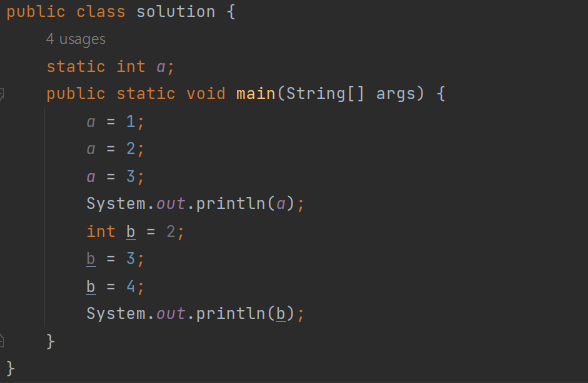 public class solution {
4 usages
static int a;
public static void main(String[] args) {
a = 1;
a = 2;
a = 3;
System.out.println(a);
int b = 2;
b = 3;
b = 4;
System.out.println(b);
}
}